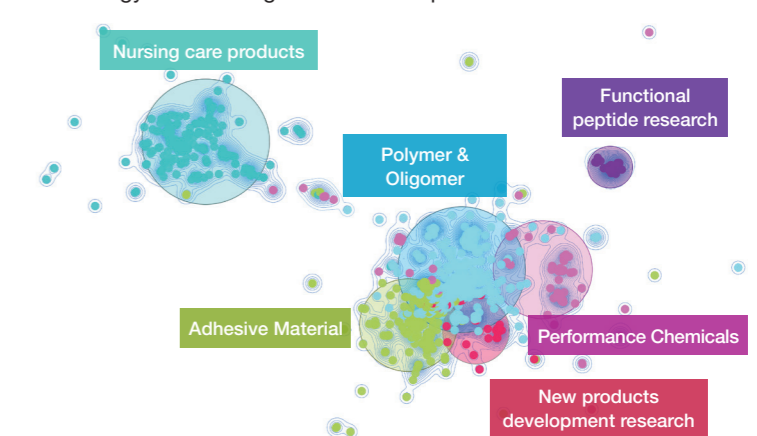 Nursing care products
Functional
peptide research
Polymer &
Oligomer
Adhesive Material
Performance Chemicals
New products
development research